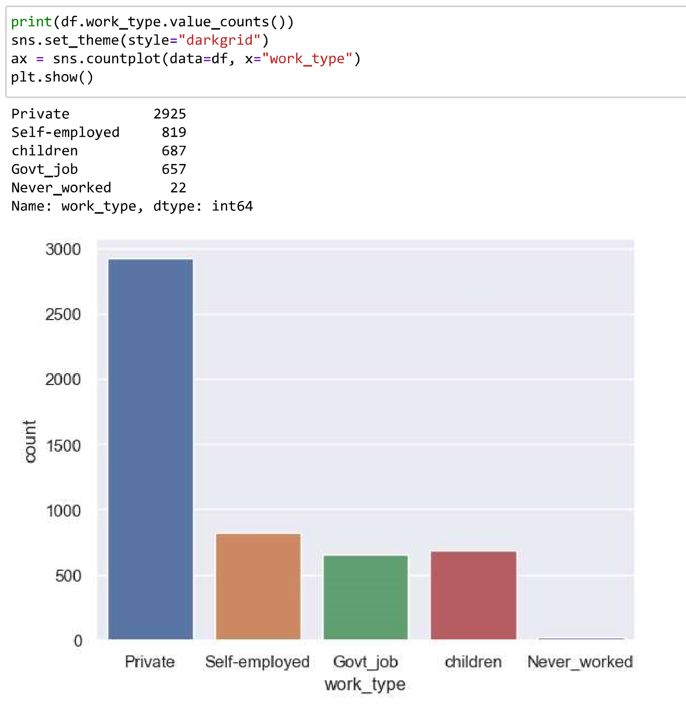 print(df.work_type.value_counts())
sns.set_theme(style="darkgrid")
ax = sns.countplot(data=df, x="work_type")
plt.show()
Private 2925
Self-employed 819
children 687
Govt_job 657
Never_worked 22
Name: work_type, dtype: int64
3000
2500
2000
1500
1000
500
0
count
Private Self-employed Govt_job children Never_worked
work_type